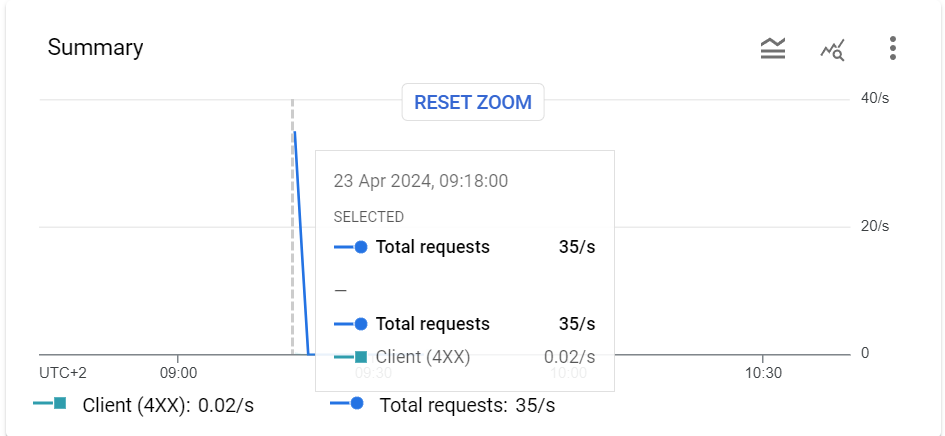 Summary
RESET ZOOM
40/s
23 Apr 2024, 09:18:00
SELECTED
Total requests 35/s
20/s
—
Total requests 35/s
Client (4XX) 0.02/s
0
UTC+2 09:00 09:30 10:00 10:30
Client (4XX): 0.02/s Total requests: 35/s